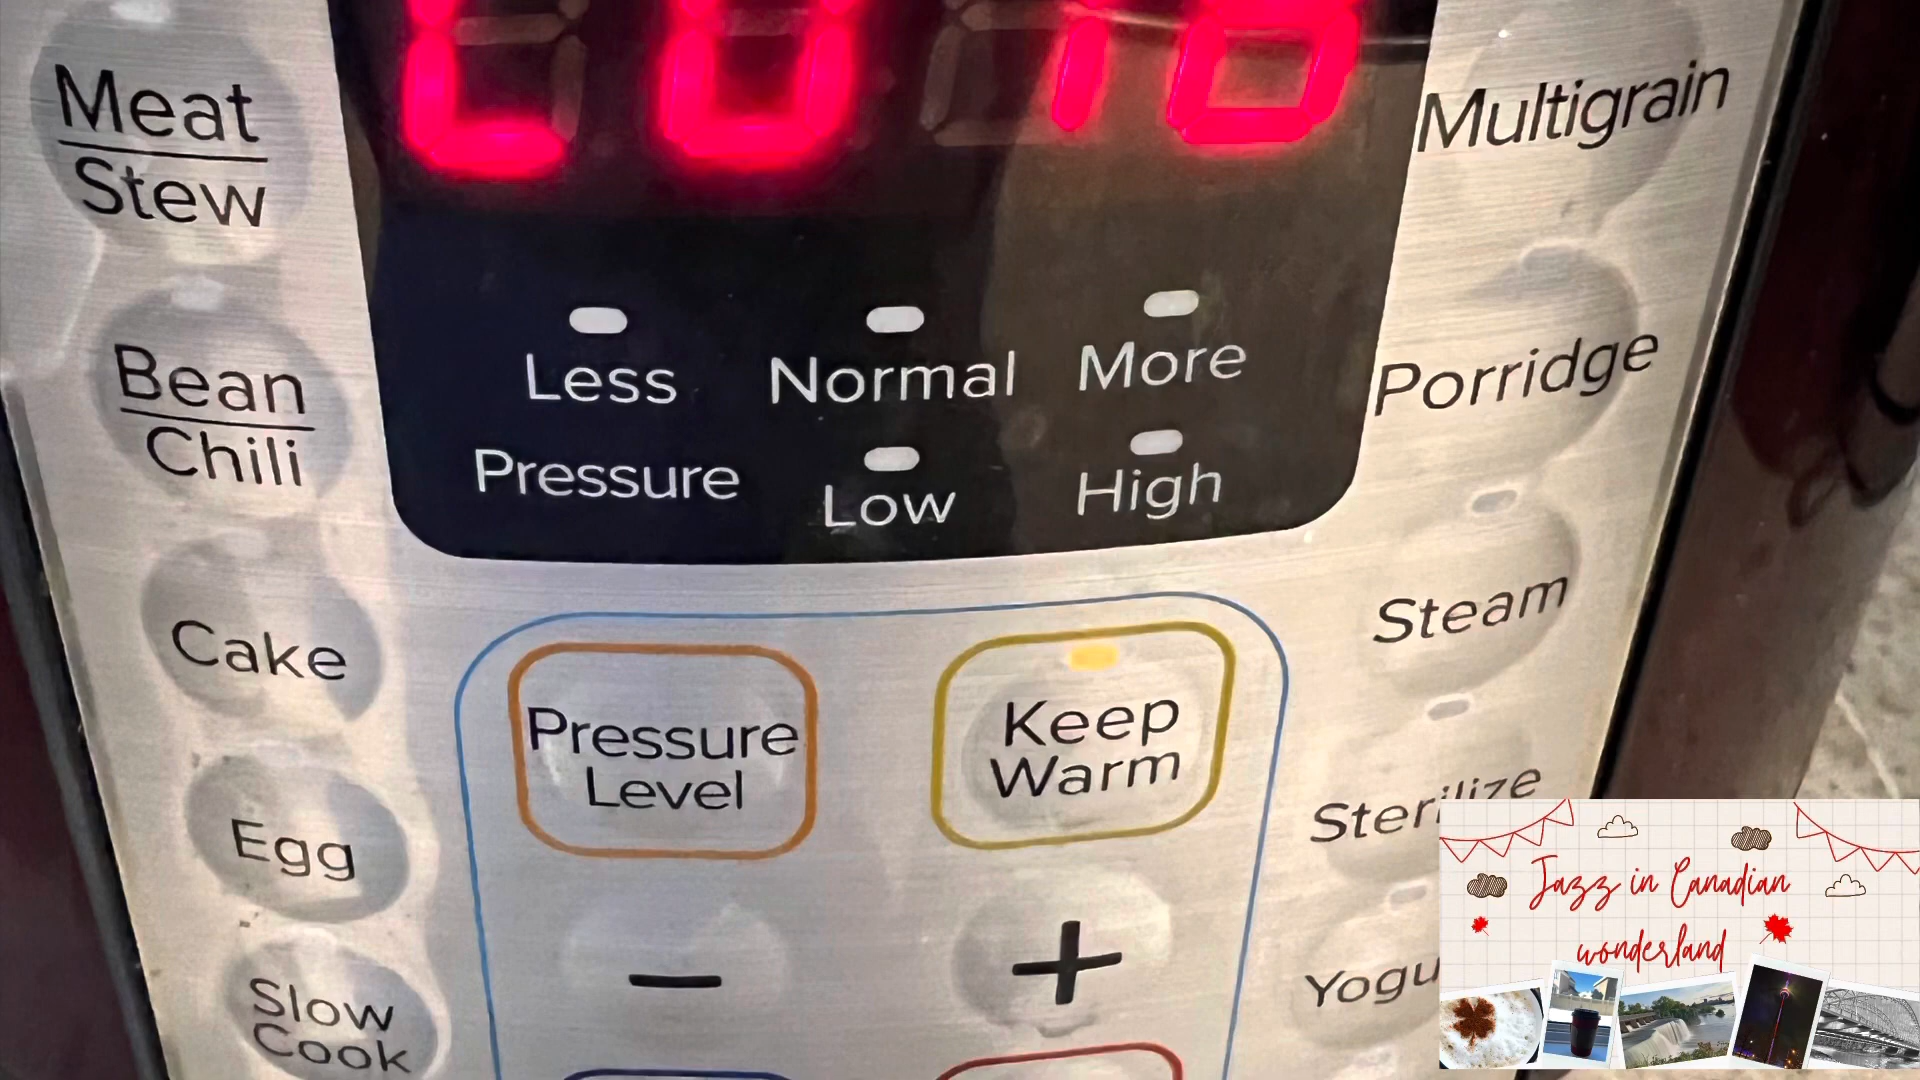 Meat
Stew
Multigrain
Less
Normal
More
Bean
Chili
Porridge
Pressure
Low
High
Cake
Steam
Pressure
Level
Keep
Warm
Egg
Sterilize
−
+
Slow
Cook
Jazz in Canadian
wonderland